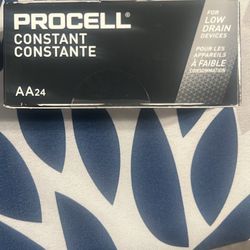 PROCELL
CONSTANT
CONSTANTE
AA24
FOR
LOW
DRAIN
DEVICES
POUR LES
APPAREILS
À FAIBLE
CONSOMMATION